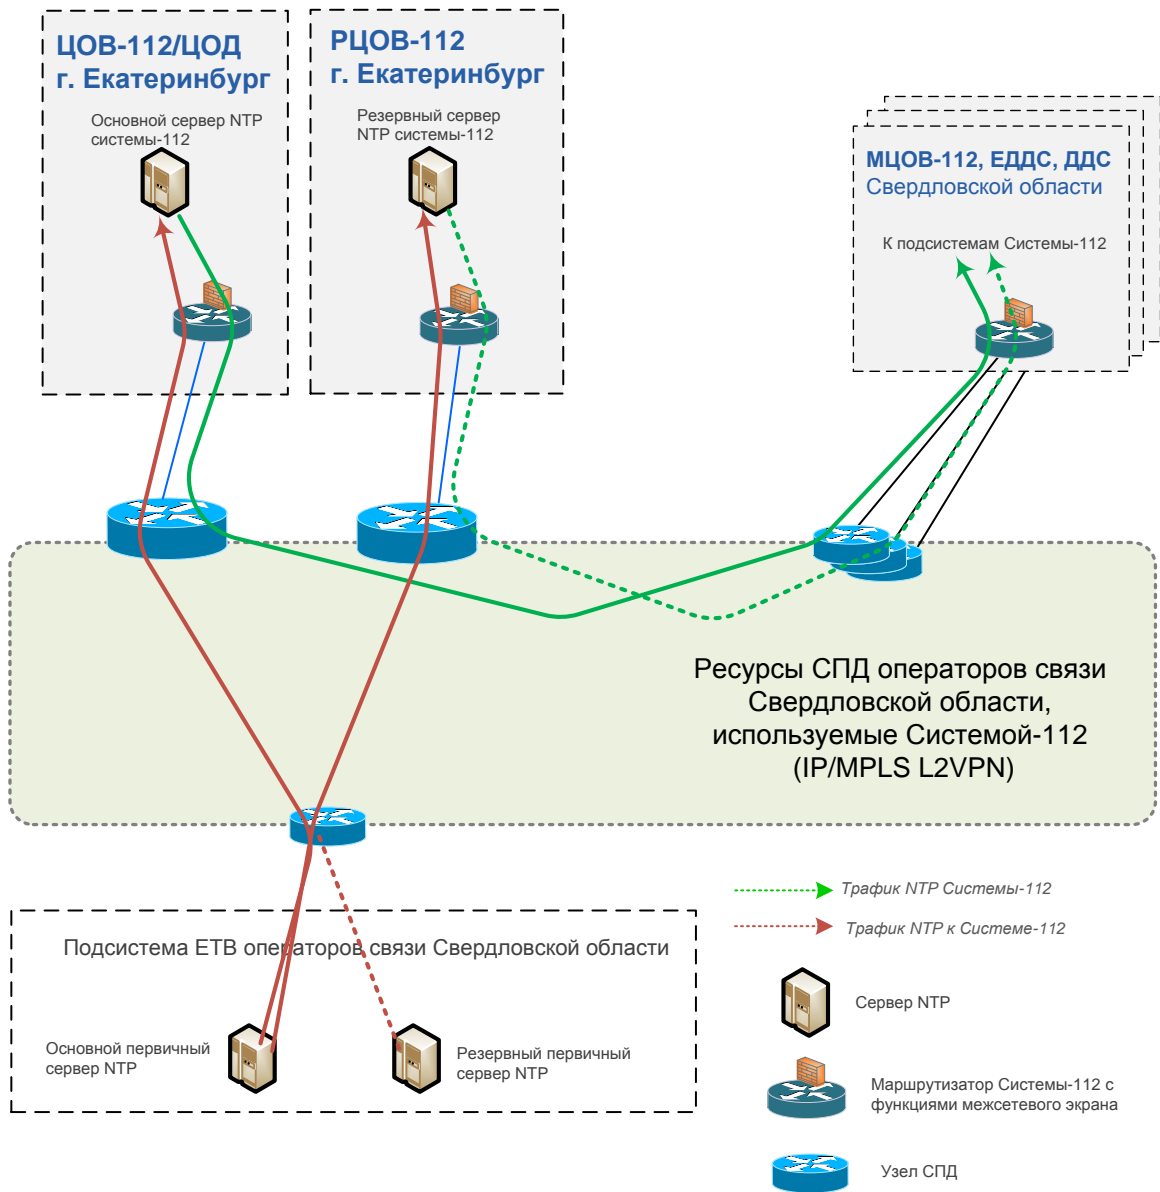 ЦОВ-112/ЦОД
г. Екатеринбург
Основной сервер NTP
системы-112
РЦОВ-112
г. Екатеринбург
Резервный сервер
NTP системы-112
МЦОВ-112, ЕДДС, ДДС
Свердловской области
К подсистемам Системы-112
Ресурсы СПД операторов связи
Свердловской области,
используемые Системой-112
(IP/MPLS L2VPN)
Трафик NTP Системы-112
Трафик NTP к Системе-112
Подсистема ЕТВ операторов связи Свердловской области
Основной первичный
сервер NTP
Резервный первичный
сервер NTP
Сервер NTP
Маршрутизатор Системы-112 с
функциями межсетевого экрана
Узел СПД